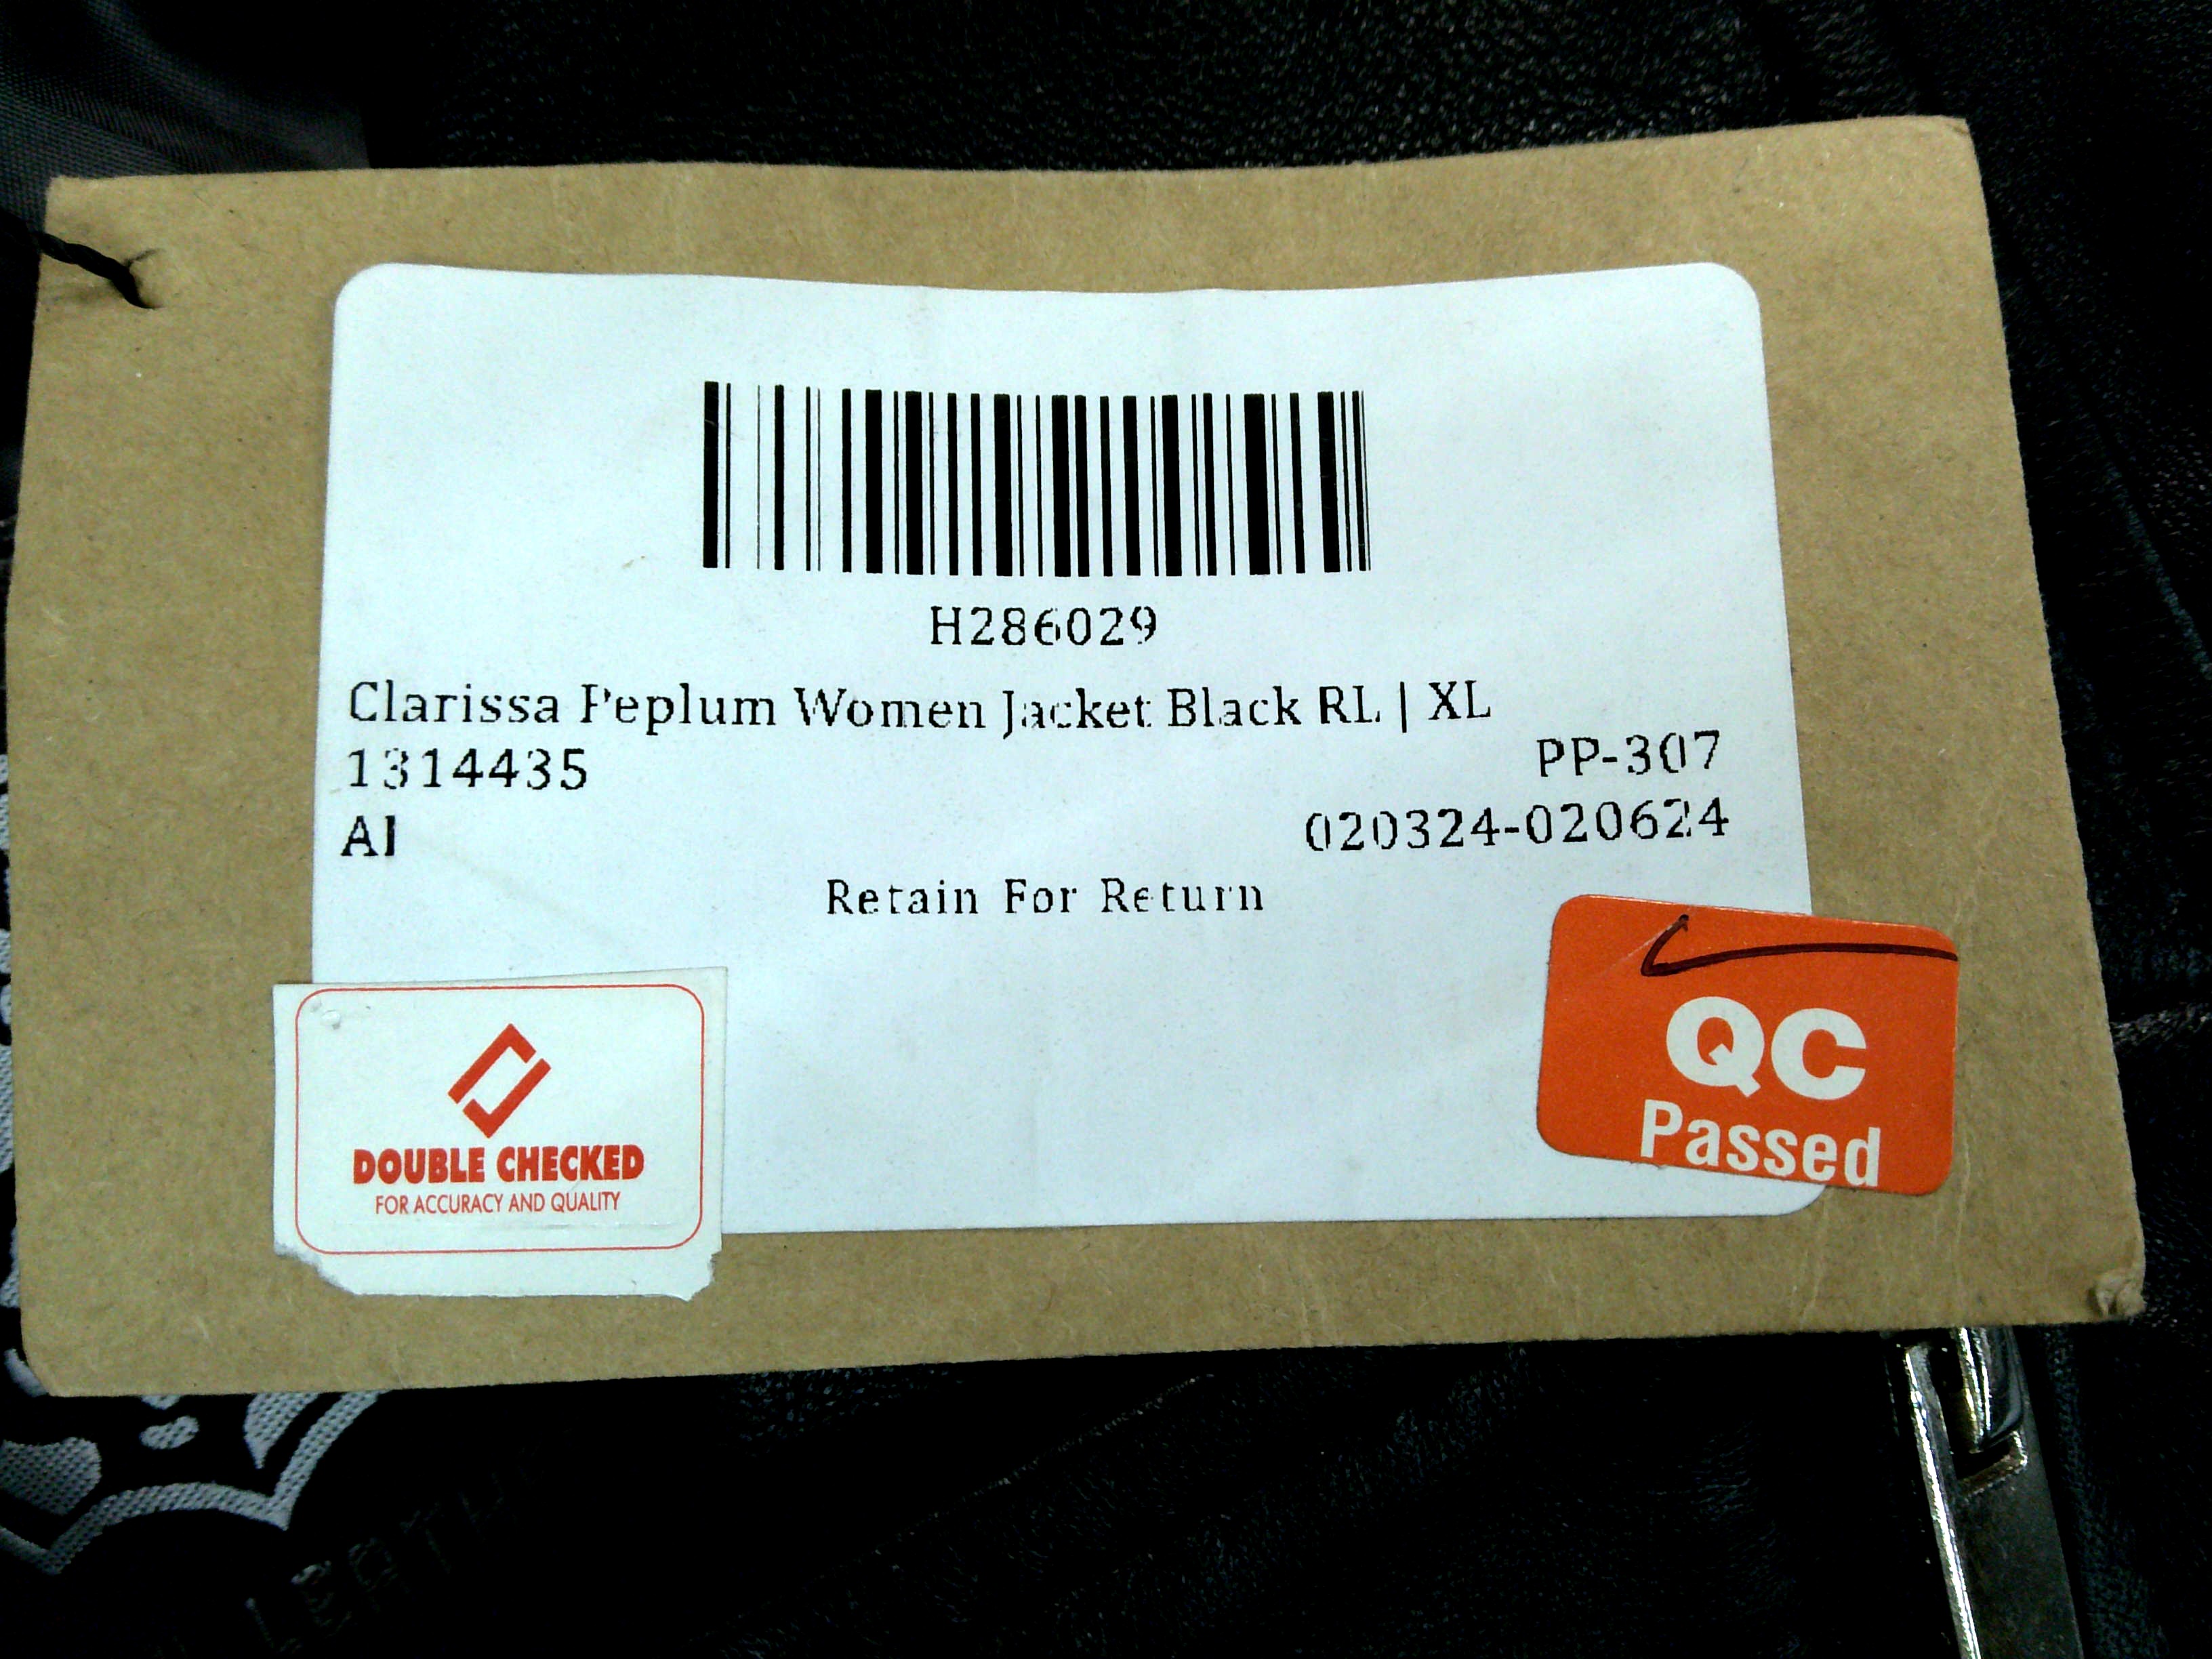 H286029
Clarissa Peplum Women Jacket Black RL | XL
1314435
PP-307
AI
020324-020624
Retain For Return
DOUBLE CHECKED
FOR ACCURACY AND QUALITY
QC
Passed